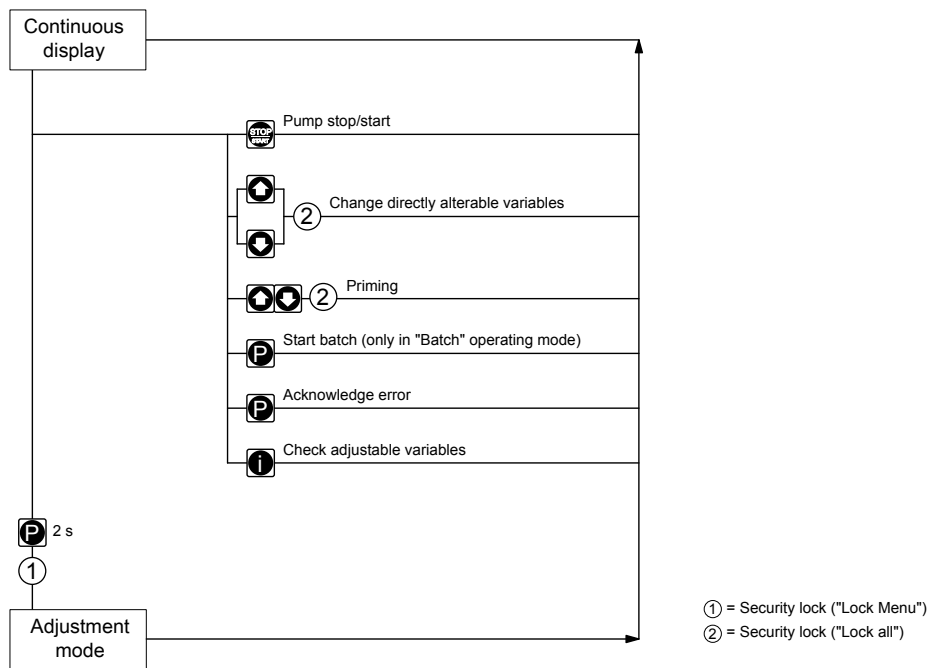 Continuous
display
STOP
START
Pump stop/start
2
Change directly alterable variables
2
Priming
P
Start batch (only in "Batch" operating mode)
P
Acknowledge error
i
Check adjustable variables
P
2 s
1
Adjustment
mode
1 = Security lock ("Lock Menu")
2 = Security lock ("Lock all")